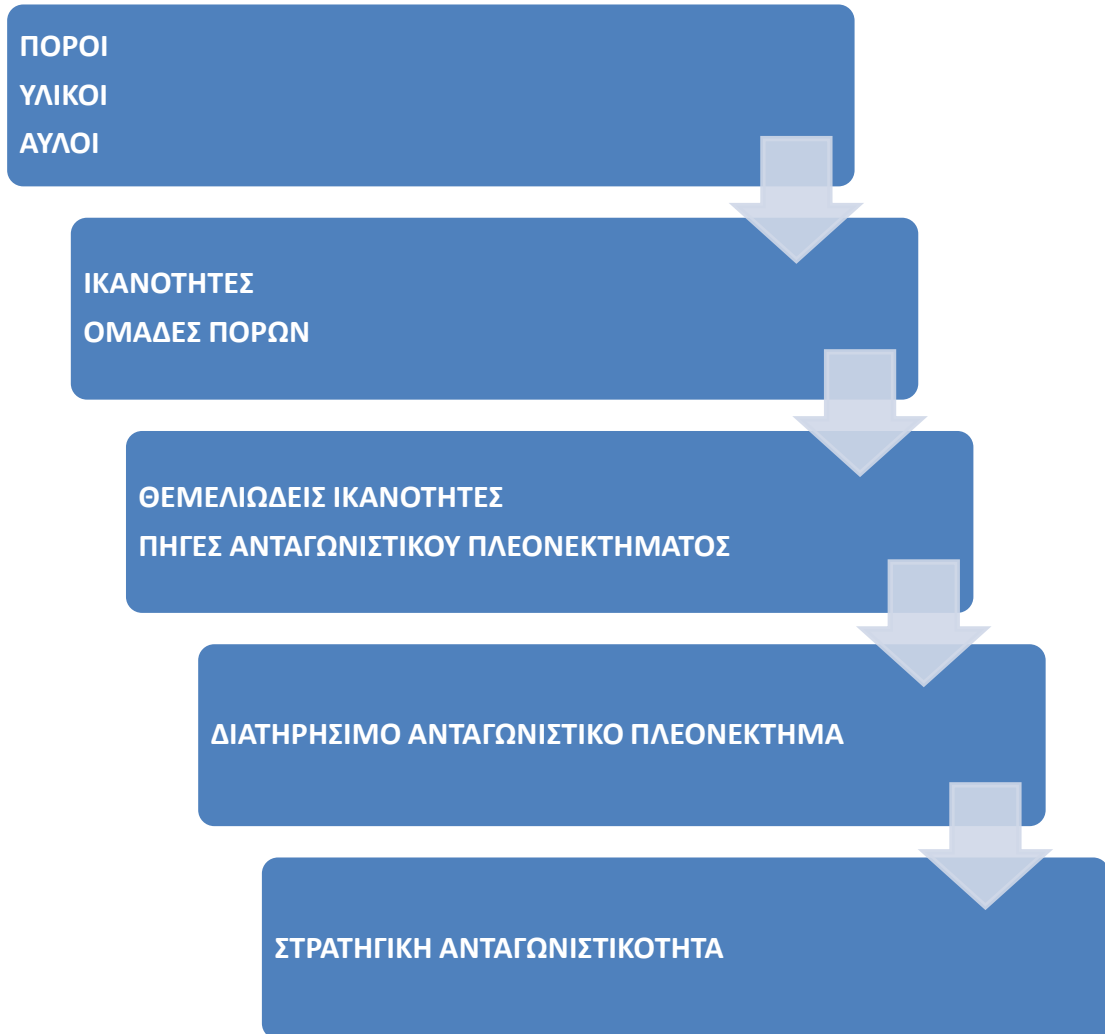 ΠΟΡΟΙ
ΥΛΙΚΟΙ
ΑΥΛΟΙ
ΙΚΑΝΟΤΗΤΕΣ
ΟΜΑΔΕΣ ΠΟΡΩΝ
ΘΕΜΕΛΙΩΔΕΙΣ ΙΚΑΝΟΤΗΤΕΣ
ΠΗΓΕΣ ΑΝΤΑΓΩΝΙΣΤΙΚΟΥ ΠΛΕΟΝΕΚΤΗΜΑΤΟΣ
ΔΙΑΤΗΡΗΣΙΜΟ ΑΝΤΑΓΩΝΙΣΤΙΚΟ ΠΛΕΟΝΕΚΤΗΜΑ
ΣΤΡΑΤΗΓΙΚΗ ΑΝΤΑΓΩΝΙΣΤΙΚΟΤΗΤΑ